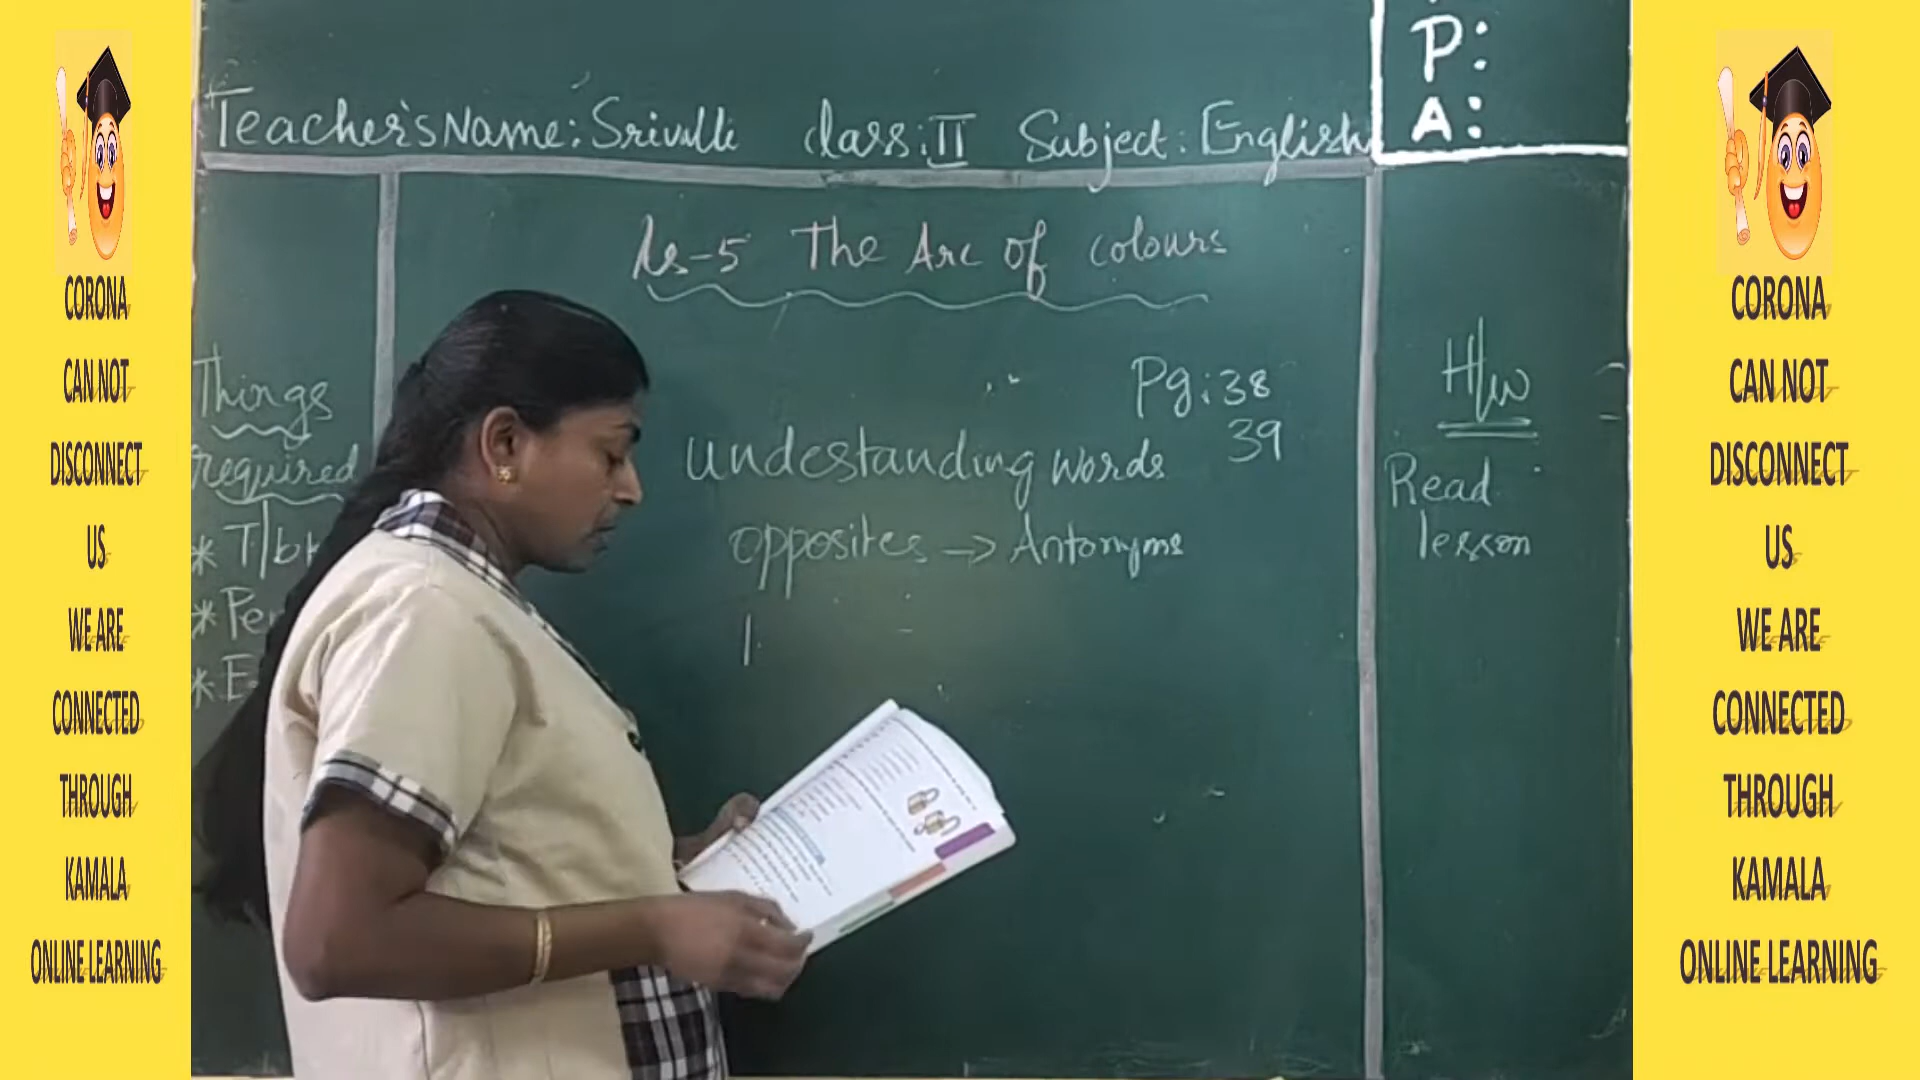 CORONA
CAN NOT
DISCONNECT
US
WE ARE
CONNECTED
THROUGH
KAMALA
ONLINE LEARNING
P:
A:
Teacher's Name: Srivalli class: II Subject: English
Ls-5 The Arc of colours
Things
required
* T/bk
* Pe
* E
Pg: 38
39
Undestanding words
opposites → Antonyms
1.
H/w
Read
lesson
CORONA
CAN NOT
DISCONNECT
US
WE ARE
CONNECTED
THROUGH
KAMALA
ONLINE LEARNING